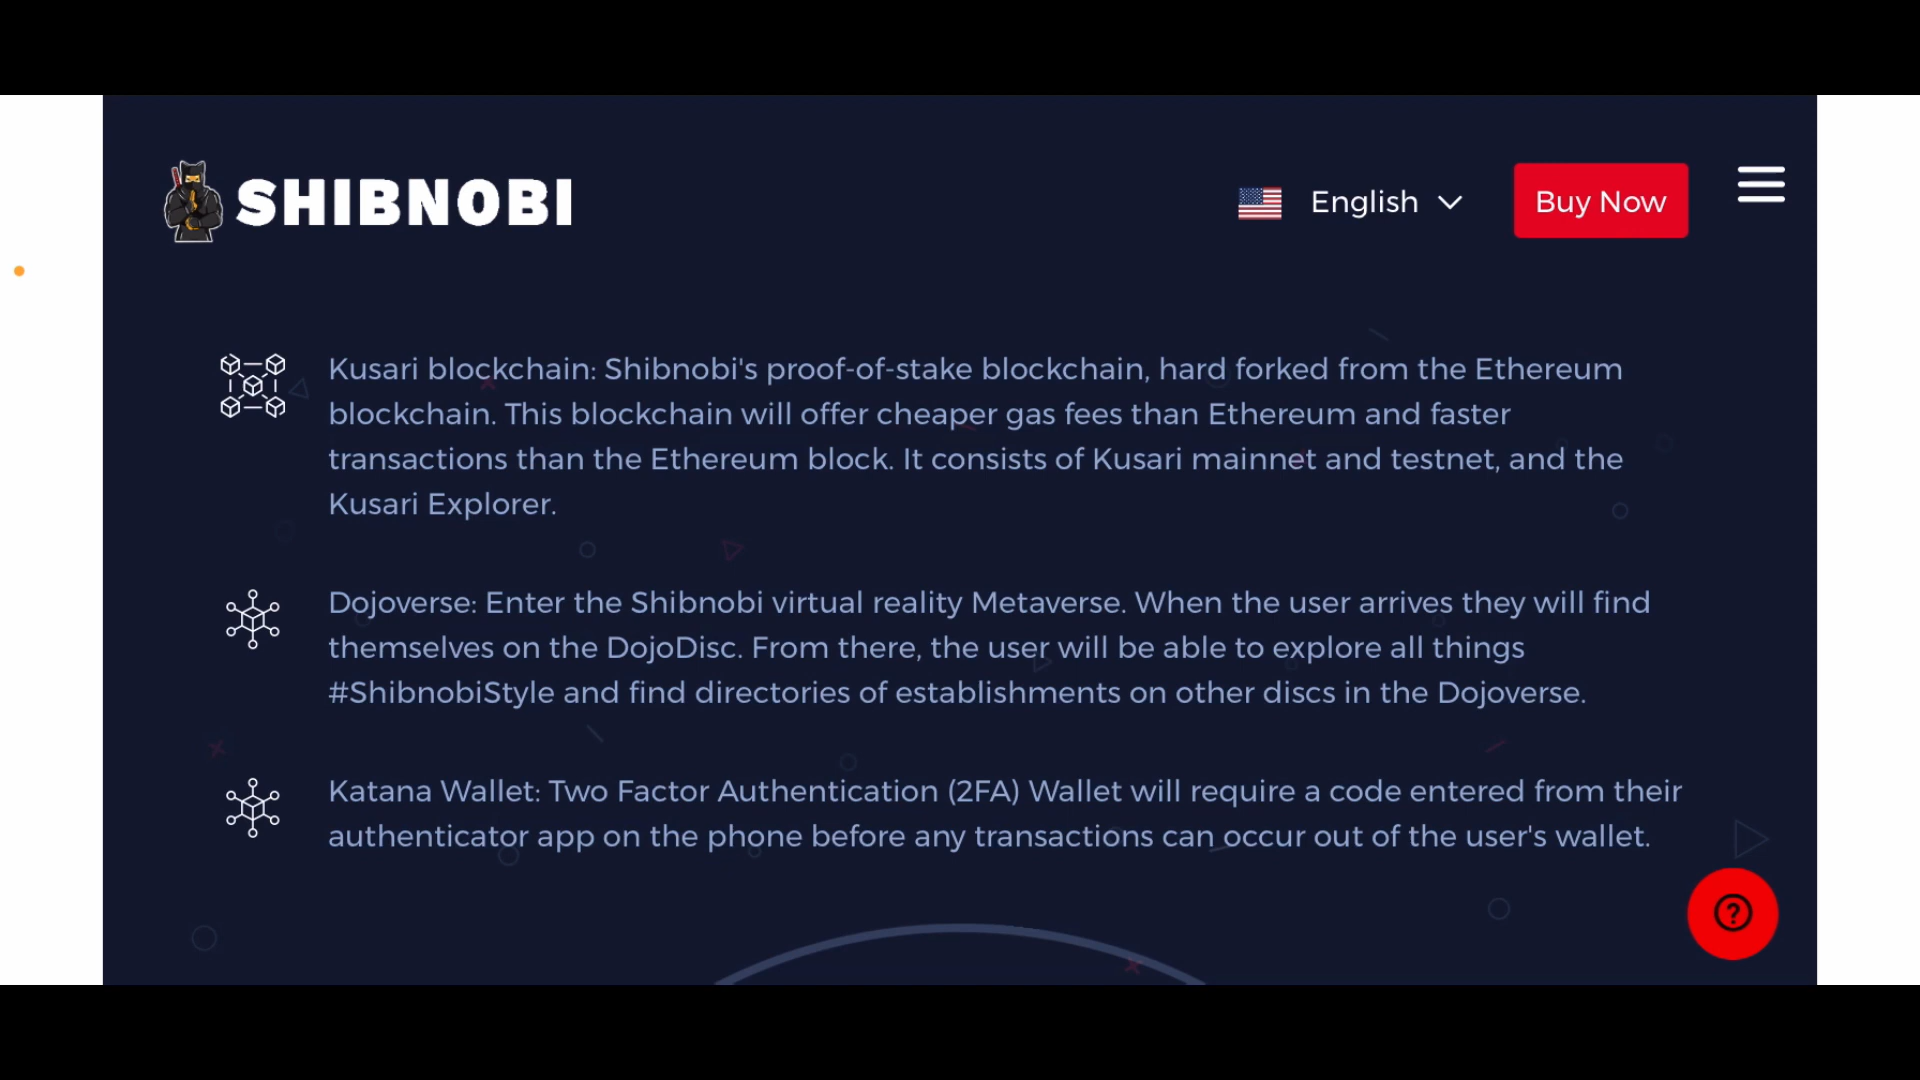 SHIBNOBI
English
Buy Now
Kusari blockchain: Shibnobi's proof-of-stake blockchain, hard forked from the Ethereum
blockchain. This blockchain will offer cheaper gas fees than Ethereum and faster
transactions than the Ethereum block. It consists of Kusari mainnet and testnet, and the
Kusari Explorer.
Dojoverse: Enter the Shibnobi virtual reality Metaverse. When the user arrives they will find
themselves on the DojoDisc. From there, the user will be able to explore all things
#ShibnobiStyle and find directories of establishments on other discs in the Dojoverse.
Katana Wallet: Two Factor Authentication (2FA) Wallet will require a code entered from their
authenticator app on the phone before any transactions can occur out of the user's wallet.
?